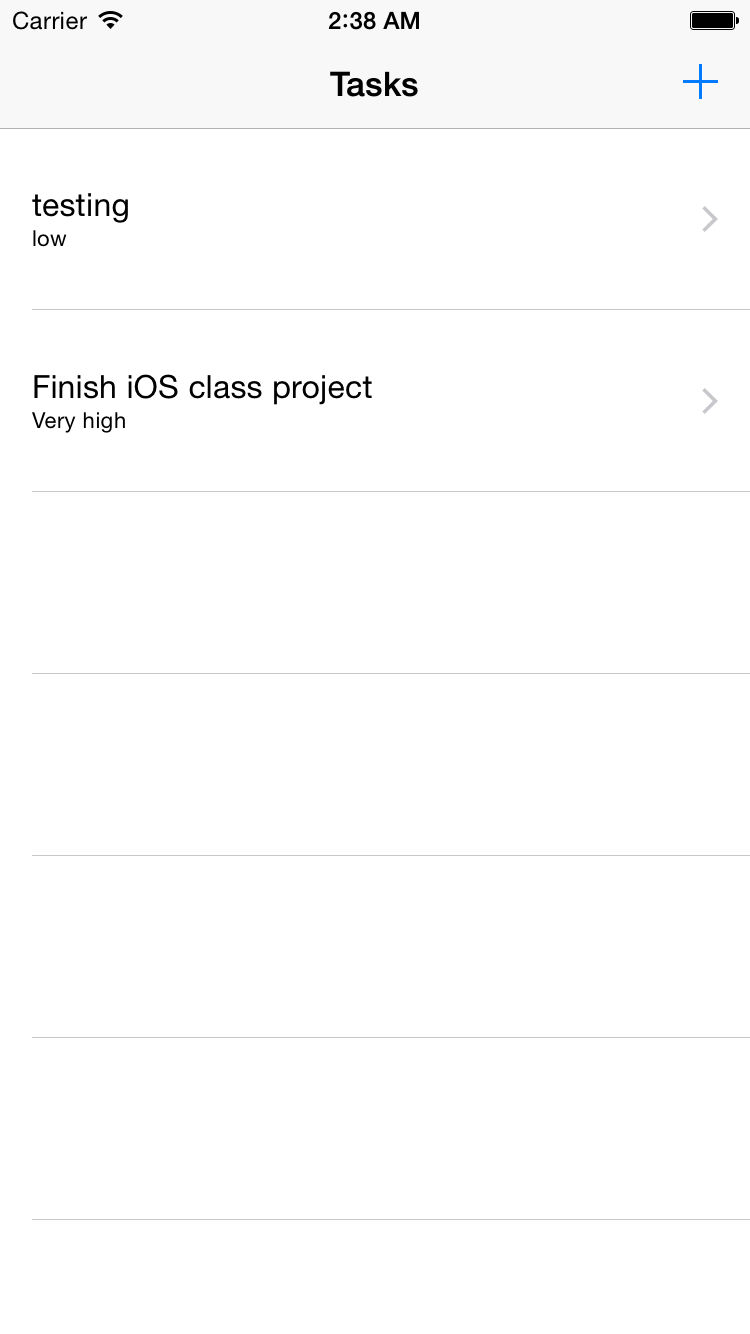 Carrier 2:38 AM
Tasks
testing
low
Finish iOS class project
Very high